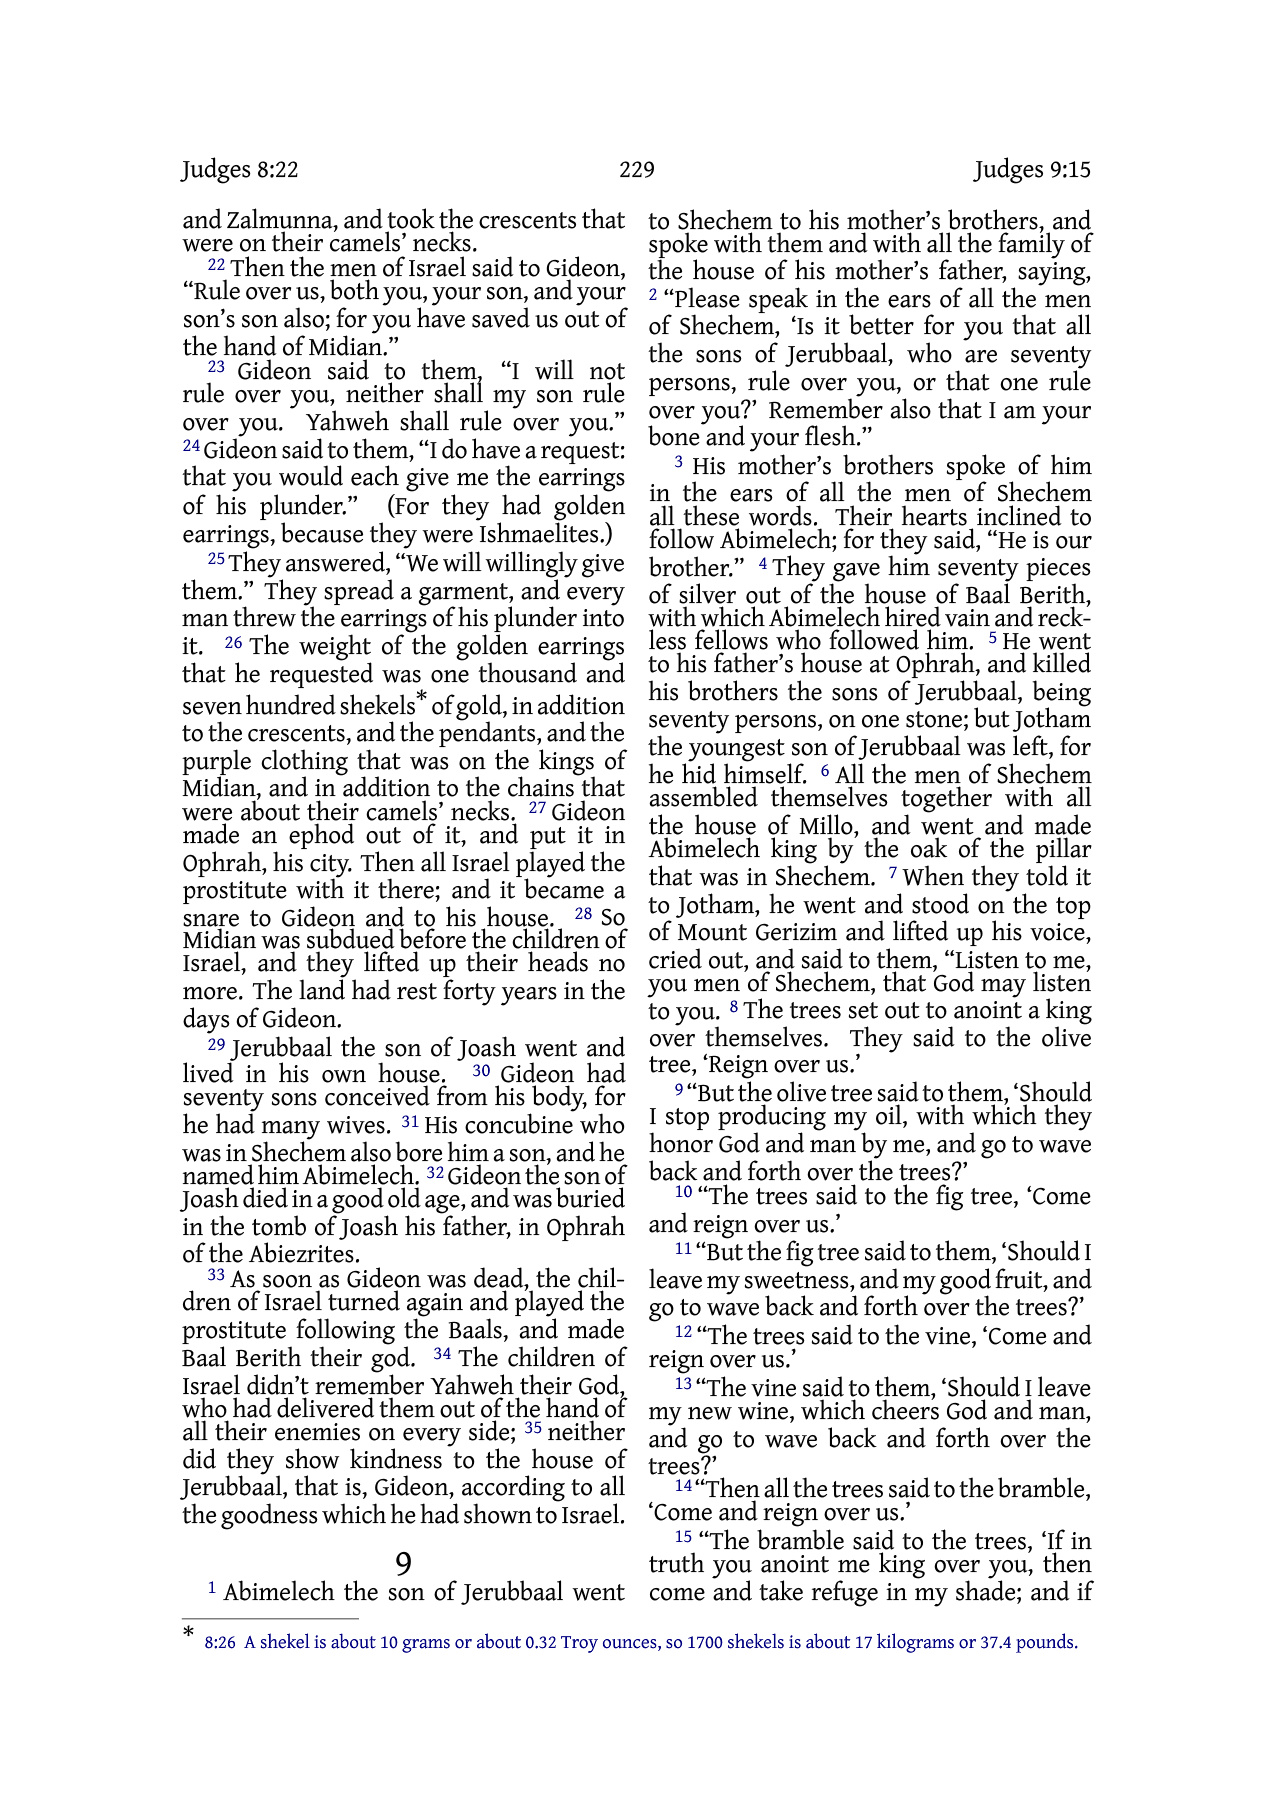 Judges 8:22 229 Judges 9:15
and Zalmunna, and took the crescents that
were on their camels’ necks.
22 Then the men of Israel said to Gideon,
“Rule over us, both you, your son, and your
son’s son also; for you have saved us out of
the hand of Midian.”
23 Gideon said to them, “I will not
rule over you, neither shall my son rule
over you. Yahweh shall rule over you.”
24 Gideon said to them, “I do have a request:
that you would each give me the earrings
of his plunder.” (For they had golden
earrings, because they were Ishmaelites.)
25 They answered, “We will willingly give
them.” They spread a garment, and every
man threw the earrings of his plunder into
it. 26 The weight of the golden earrings
that he requested was one thousand and
seven hundred shekels* of gold, in addition
to the crescents, and the pendants, and the
purple clothing that was on the kings of
Midian, and in addition to the chains that
were about their camels’ necks. 27 Gideon
made an ephod out of it, and put it in
Ophrah, his city. Then all Israel played the
prostitute with it there; and it became a
snare to Gideon and to his house. 28 So
Midian was subdued before the children of
Israel, and they lifted up their heads no
more. The land had rest forty years in the
days of Gideon.
29 Jerubbaal the son of Joash went and
lived in his own house. 30 Gideon had
seventy sons conceived from his body, for
he had many wives. 31 His concubine who
was in Shechem also bore him a son, and he
named him Abimelech. 32 Gideon the son of
Joash died in a good old age, and was buried
in the tomb of Joash his father, in Ophrah
of the Abiezrites.
33 As soon as Gideon was dead, the chil-
dren of Israel turned again and played the
prostitute following the Baals, and made
Baal Berith their god. 34 The children of
Israel didn’t remember Yahweh their God,
who had delivered them out of the hand of
all their enemies on every side; 35 neither
did they show kindness to the house of
Jerubbaal, that is, Gideon, according to all
the goodness which he had shown to Israel.
9
1 Abimelech the son of Jerubbaal went
to Shechem to his mother’s brothers, and
spoke with them and with all the family of
the house of his mother’s father, saying,
2 “Please speak in the ears of all the men
of Shechem, ‘Is it better for you that all
the sons of Jerubbaal, who are seventy
persons, rule over you, or that one rule
over you?’ Remember also that I am your
bone and your flesh.”
3 His mother’s brothers spoke of him
in the ears of all the men of Shechem
all these words. Their hearts inclined to
follow Abimelech; for they said, “He is our
brother.” 4 They gave him seventy pieces
of silver out of the house of Baal Berith,
with which Abimelech hired vain and reck-
less fellows who followed him. 5 He went
to his father’s house at Ophrah, and killed
his brothers the sons of Jerubbaal, being
seventy persons, on one stone; but Jotham
the youngest son of Jerubbaal was left, for
he hid himself. 6 All the men of Shechem
assembled themselves together with all
the house of Millo, and went and made
Abimelech king by the oak of the pillar
that was in Shechem. 7 When they told it
to Jotham, he went and stood on the top
of Mount Gerizim and lifted up his voice,
cried out, and said to them, “Listen to me,
you men of Shechem, that God may listen
to you. 8 The trees set out to anoint a king
over themselves. They said to the olive
tree, ‘Reign over us.’
9 “But the olive tree said to them, ‘Should
I stop producing my oil, with which they
honor God and man by me, and go to wave
back and forth over the trees?’
10 “The trees said to the fig tree, ‘Come
and reign over us.’
11 “But the fig tree said to them, ‘Should I
leave my sweetness, and my good fruit, and
go to wave back and forth over the trees?’
12 “The trees said to the vine, ‘Come and
reign over us.’
13 “The vine said to them, ‘Should I leave
my new wine, which cheers God and man,
and go to wave back and forth over the
trees?’
14 “Then all the trees said to the bramble,
‘Come and reign over us.’
15 “The bramble said to the trees, ‘If in
truth you anoint me king over you, then
come and take refuge in my shade; and if
* 8:26 A shekel is about 10 grams or about 0.32 Troy ounces, so 1700 shekels is about 17 kilograms or 37.4 pounds.